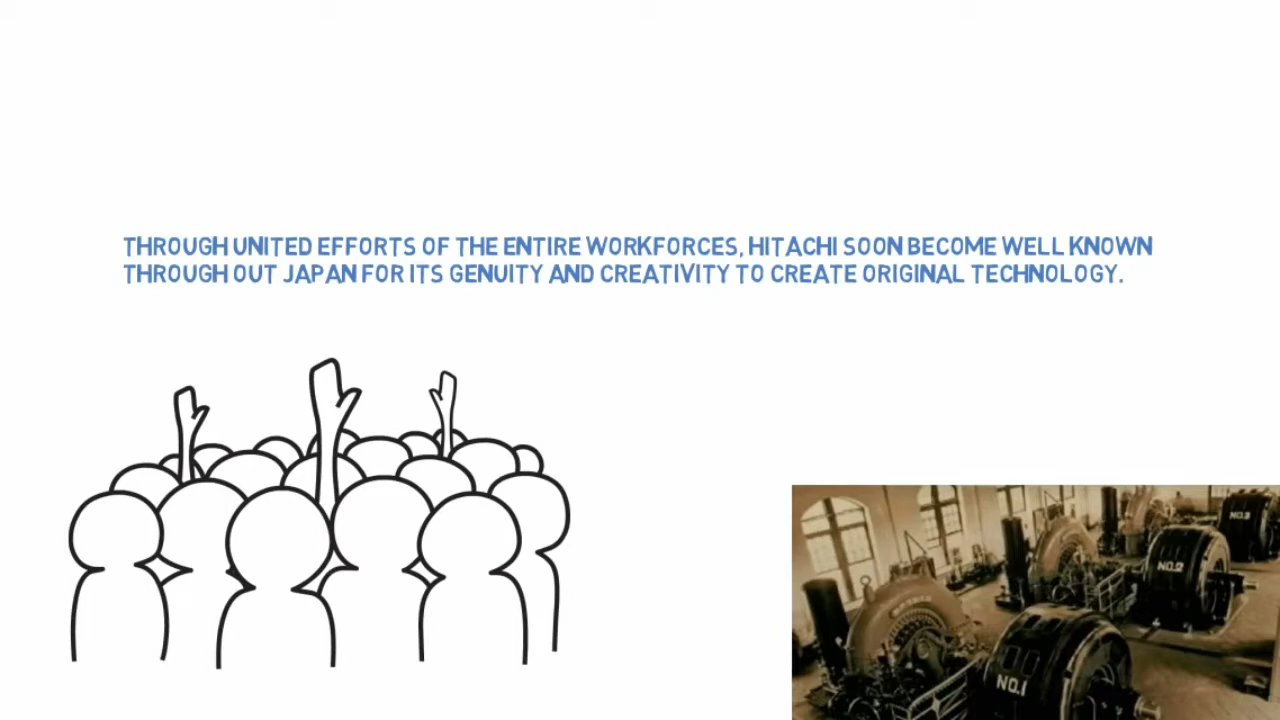 THROUGH UNITED EFFORTS OF THE ENTIRE WORKFORCES, HITACHI SOON BECOME WELL KNOWN
THROUGH OUT JAPAN FOR ITS GENUITY AND CREATIVITY TO CREATE ORIGINAL TECHNOLOGY.
NO.3
NO.2
NO.1